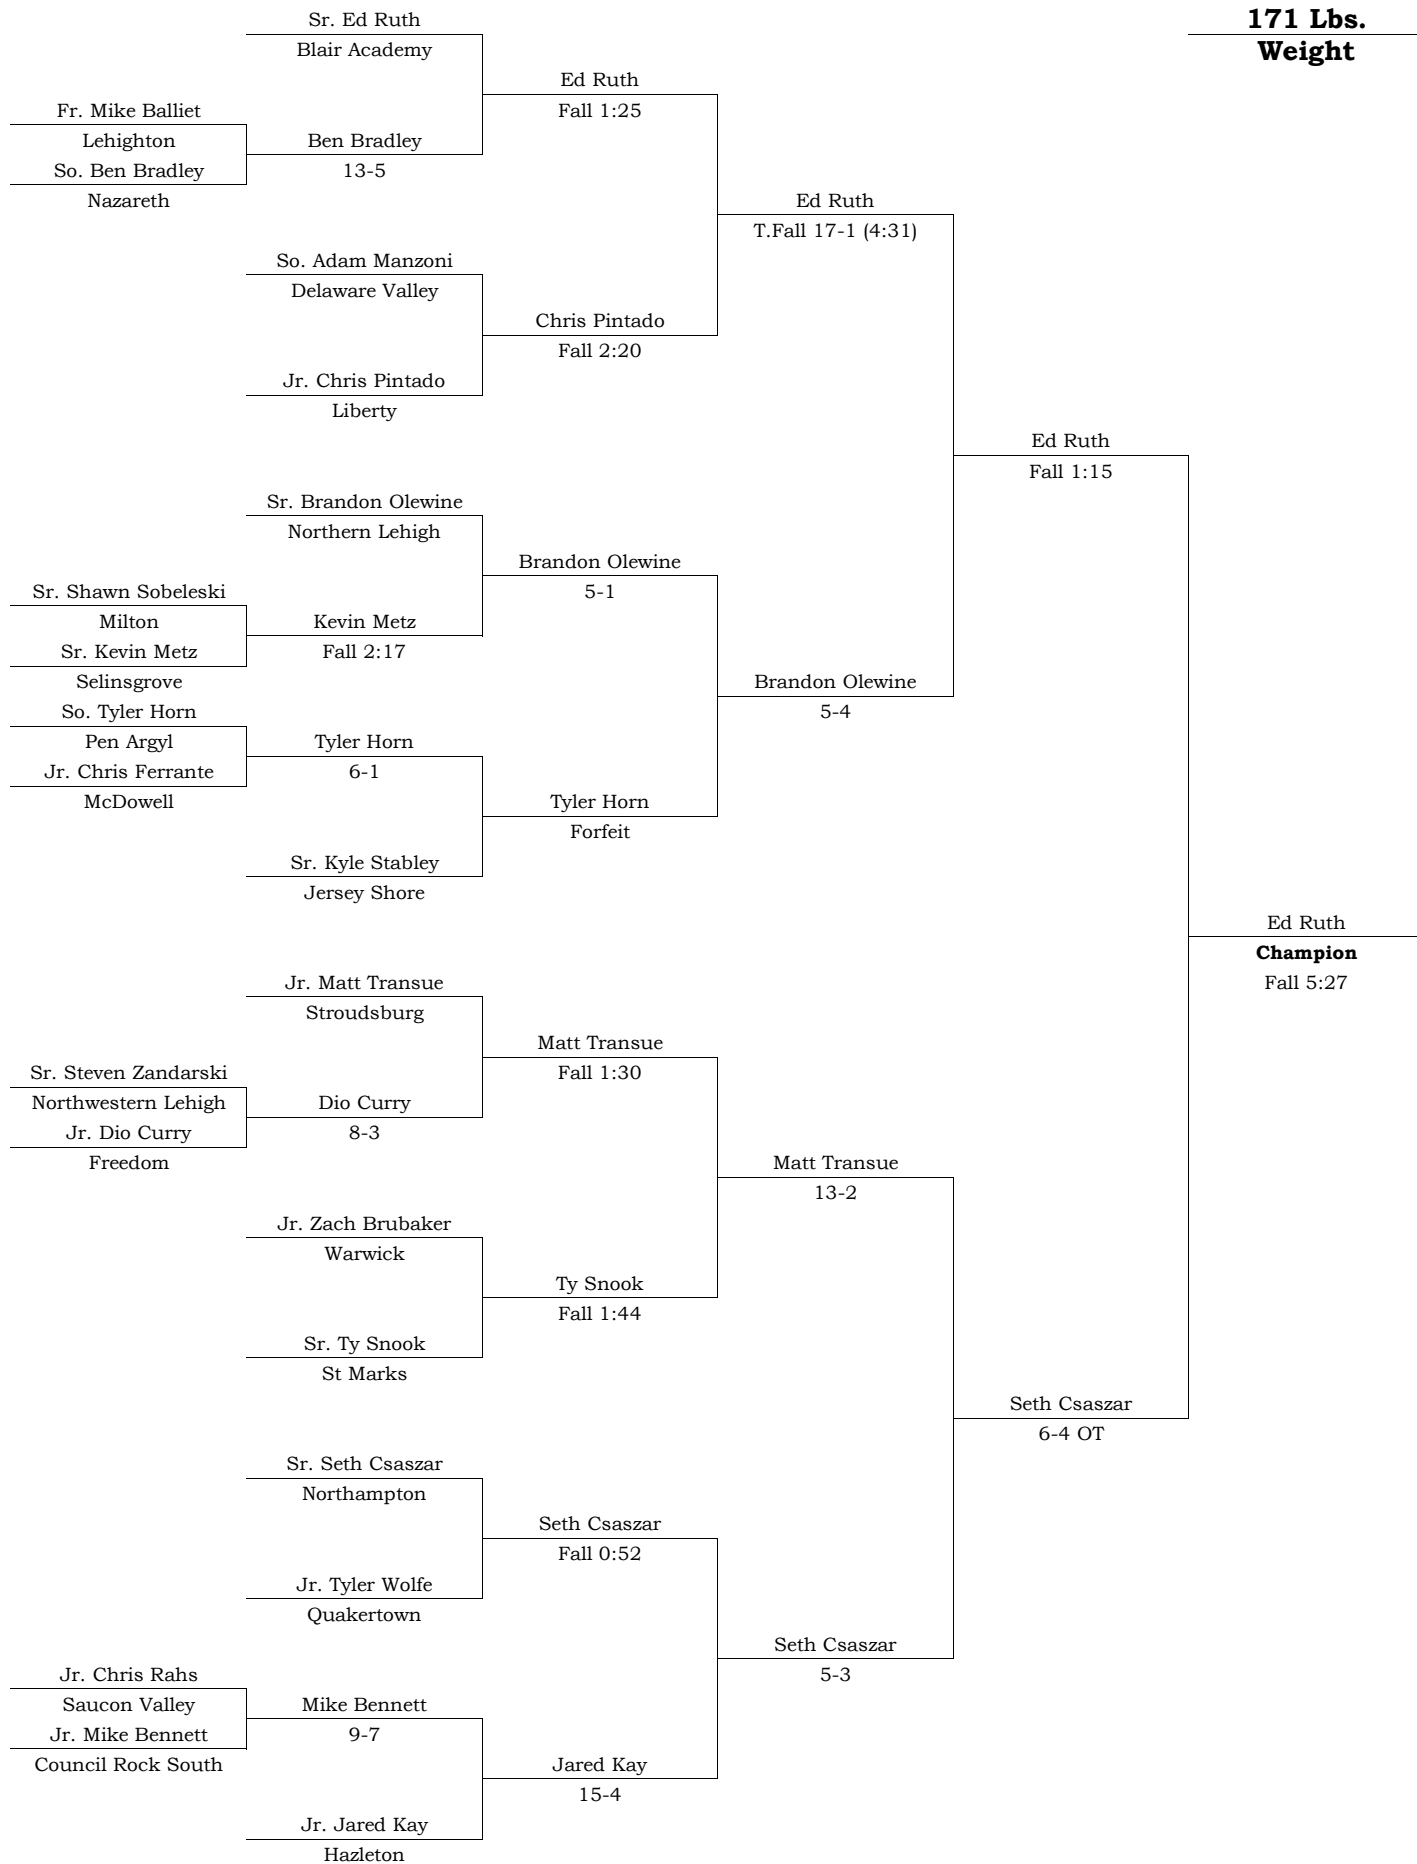 171 Lbs.
Weight
Sr. Ed Ruth
Blair Academy
Ed Ruth
Fall 1:25
Fr. Mike Balliet
Lehighton
So. Ben Bradley
Nazareth
Ben Bradley
13-5
Ed Ruth
T.Fall 17-1 (4:31)
So. Adam Manzoni
Delaware Valley
Chris Pintado
Fall 2:20
Jr. Chris Pintado
Liberty
Ed Ruth
Fall 1:15
Sr. Brandon Olewine
Northern Lehigh
Brandon Olewine
5-1
Sr. Shawn Sobeleski
Milton
Sr. Kevin Metz
Selinsgrove
Kevin Metz
Fall 2:17
Brandon Olewine
5-4
So. Tyler Horn
Pen Argyl
Jr. Chris Ferrante
McDowell
Tyler Horn
6-1
Tyler Horn
Forfeit
Sr. Kyle Stabley
Jersey Shore
Ed Ruth
Champion
Fall 5:27
Jr. Matt Transue
Stroudsburg
Matt Transue
Fall 1:30
Sr. Steven Zandarski
Northwestern Lehigh
Jr. Dio Curry
Freedom
Dio Curry
8-3
Matt Transue
13-2
Jr. Zach Brubaker
Warwick
Ty Snook
Fall 1:44
Sr. Ty Snook
St Marks
Seth Csaszar
6-4 OT
Sr. Seth Csaszar
Northampton
Seth Csaszar
Fall 0:52
Jr. Tyler Wolfe
Quakertown
Seth Csaszar
5-3
Jr. Chris Rahs
Saucon Valley
Jr. Mike Bennett
Council Rock South
Mike Bennett
9-7
Jared Kay
15-4
Jr. Jared Kay
Hazleton